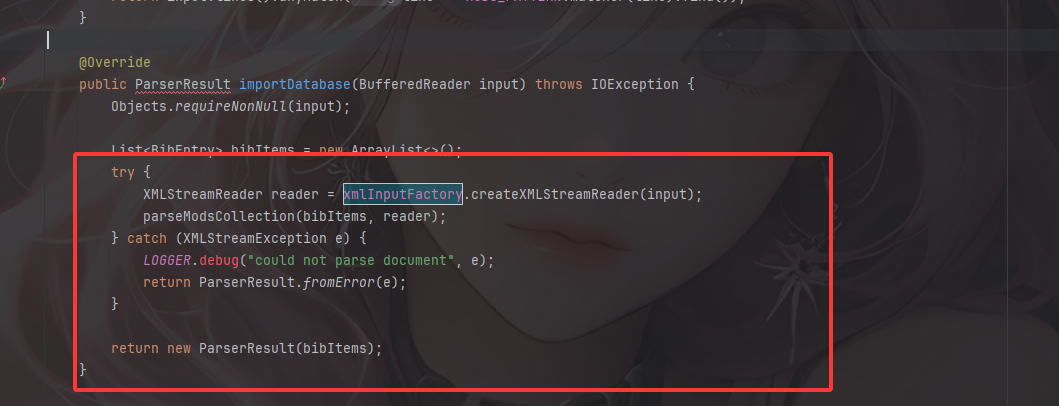 }
@Override
public ParserResult importDatabase(BufferedReader input) throws IOException {
Objects.requireNonNull(input);
List<BibEntry> bibItems = new ArrayList<>();
try {
XMLStreamReader reader = xmlInputFactory.createXMLStreamReader(input);
parseModsCollection(bibItems, reader);
} catch (XMLStreamException e) {
LOGGER.debug("could not parse document", e);
return ParserResult.fromError(e);
}
return new ParserResult(bibItems);
}